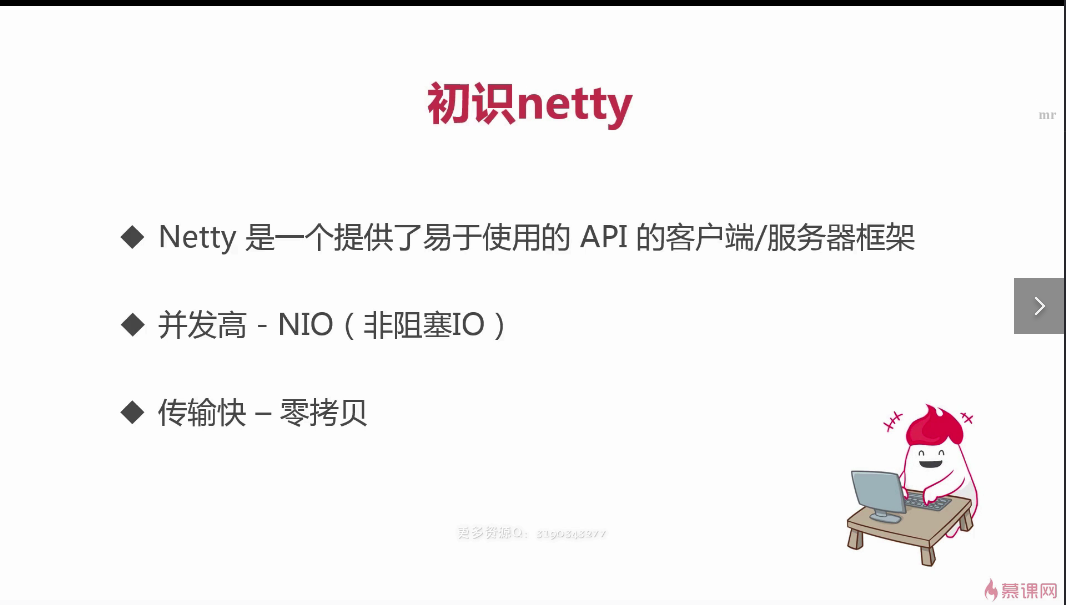 初识netty
mr
◆ Netty 是一个提供了易于使用的 API 的客户端/服务器框架
◆ 并发高 - NIO（非阻塞IO）
◆ 传输快 – 零拷贝
更多资源Q:
慕课网